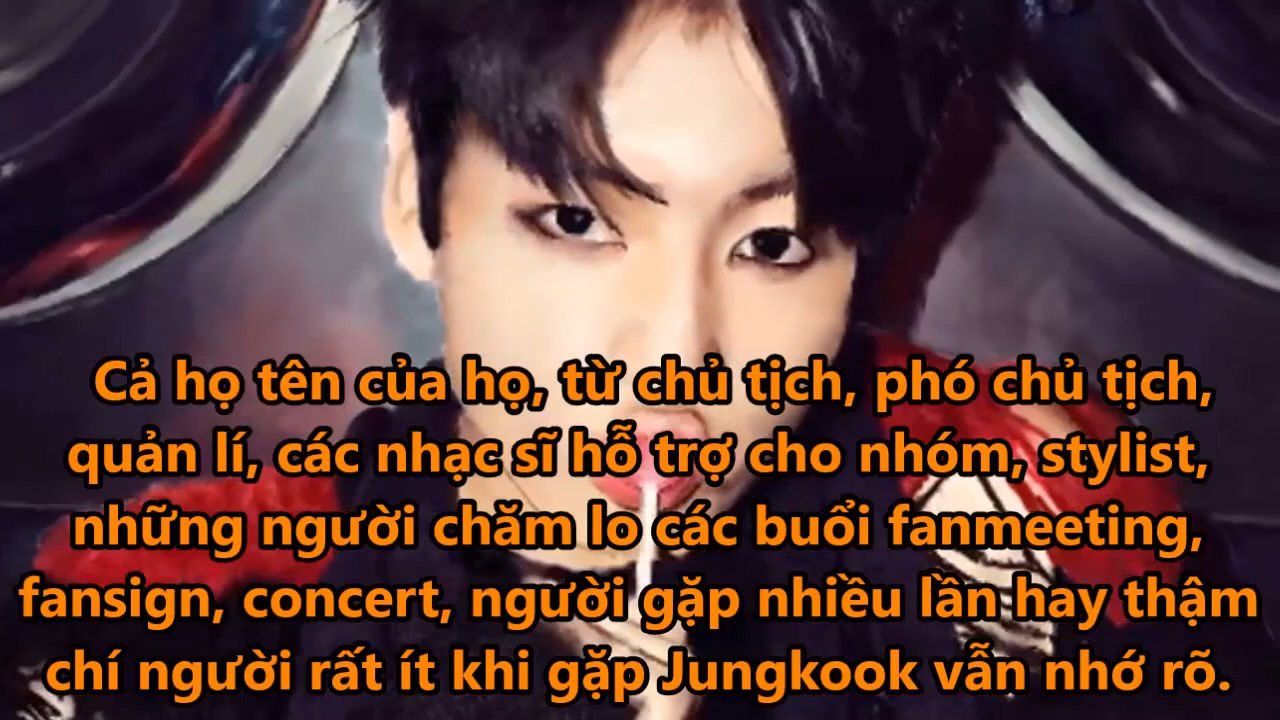 Cả họ tên của họ, từ chủ tịch, phó chủ tịch,
quản lí, các nhạc sĩ hỗ trợ cho nhóm, stylist,
những người chăm lo các buổi fanmeeting,
fansign, concert, người gặp nhiều lần hay thậm
chí người rất ít khi gặp Jungkook vẫn nhớ rõ.